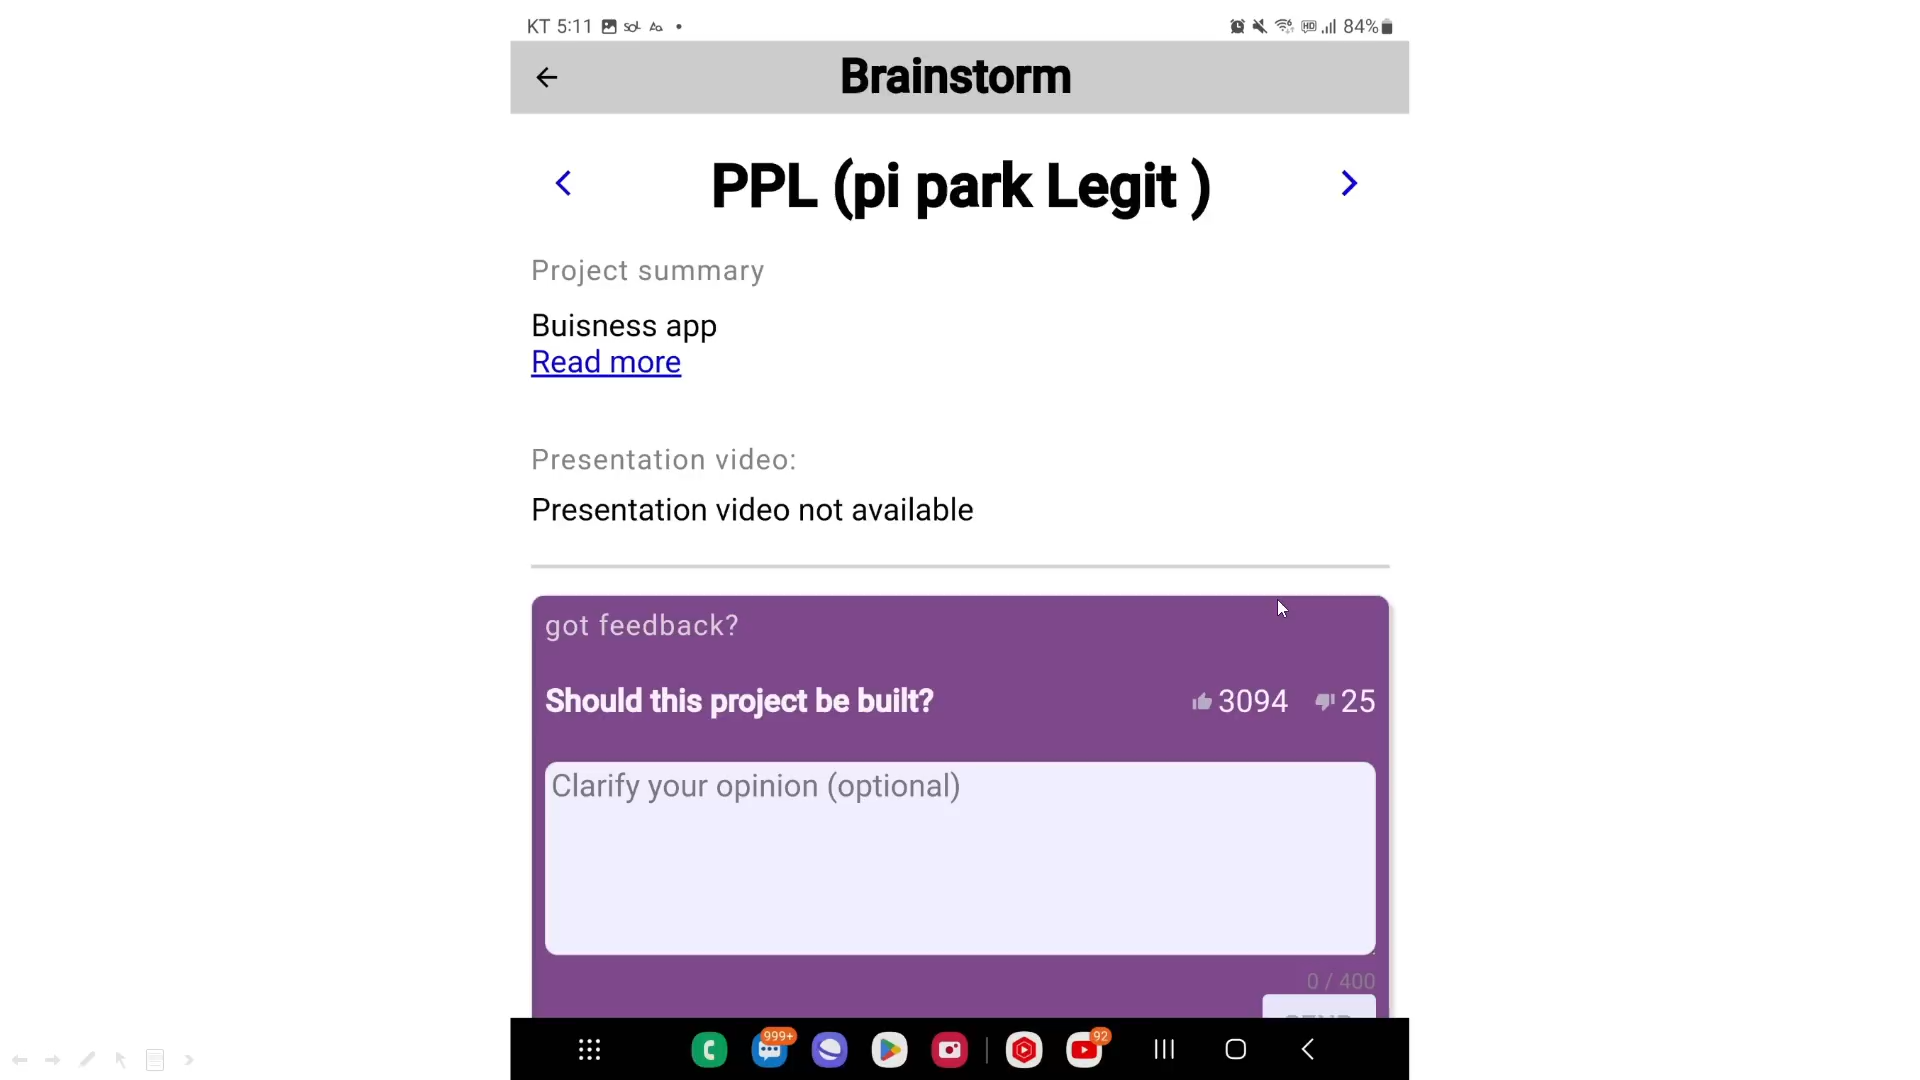 KT 5:11
84%
Brainstorm
PPL (pi park Legit )
Project summary
Buisness app
Read more
Presentation video:
Presentation video not available
got feedback?
Should this project be built?
3094
25
Clarify your opinion (optional)
0 / 400
999+
92